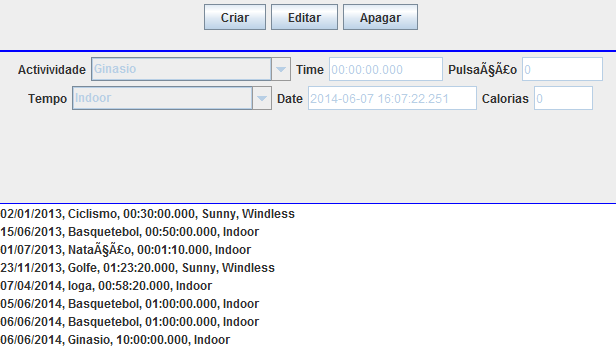 Criar Editar Apagar
Activividade Ginasio Time 00:00:00.000 PulsaÃ§Ã£o 0
Tempo Indoor Date 2014-06-07 16:07:22.251 Calorias 0
02/01/2013, Ciclismo, 00:30:00.000, Sunny, Windless
15/06/2013, Basquetebol, 00:50:00.000, Indoor
01/07/2013, NataÃ§Ã£o, 00:01:10.000, Indoor
23/11/2013, Golfe, 01:23:20.000, Sunny, Windless
07/04/2014, Ioga, 00:58:20.000, Indoor
05/06/2014, Basquetebol, 01:00:00.000, Indoor
06/06/2014, Basquetebol, 01:00:00.000, Indoor
06/06/2014, Ginasio, 10:00:00.000, Indoor